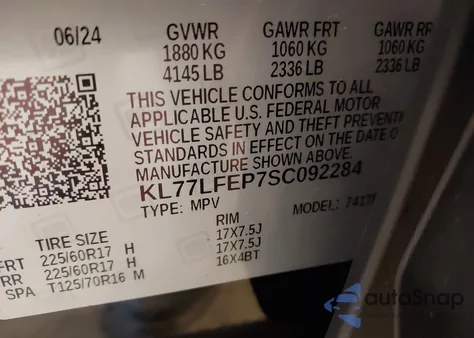 06/24 GVWR GAWR FRT GAWR RR
1880 KG 1060 KG 1060 KG
4145 LB 2336 LB 2336 LB
THIS VEHICLE CONFORMS TO ALL
APPLICABLE U.S. FEDERAL MOTOR
VEHICLE SAFETY AND THEFT PREVENTI
STANDARDS IN EFFECT ON THE DATE O
MANUFACTURE SHOWN ABOVE.
KL77LFEP7SC092284
TYPE: MPV MODEL: 741TF
TIRE SIZE RIM
FRT 225/60R17 H 17X7.5J
RR 225/60R17 H 17X7.5J
SPA T125/70R16 M 16X4BT
autoSnap